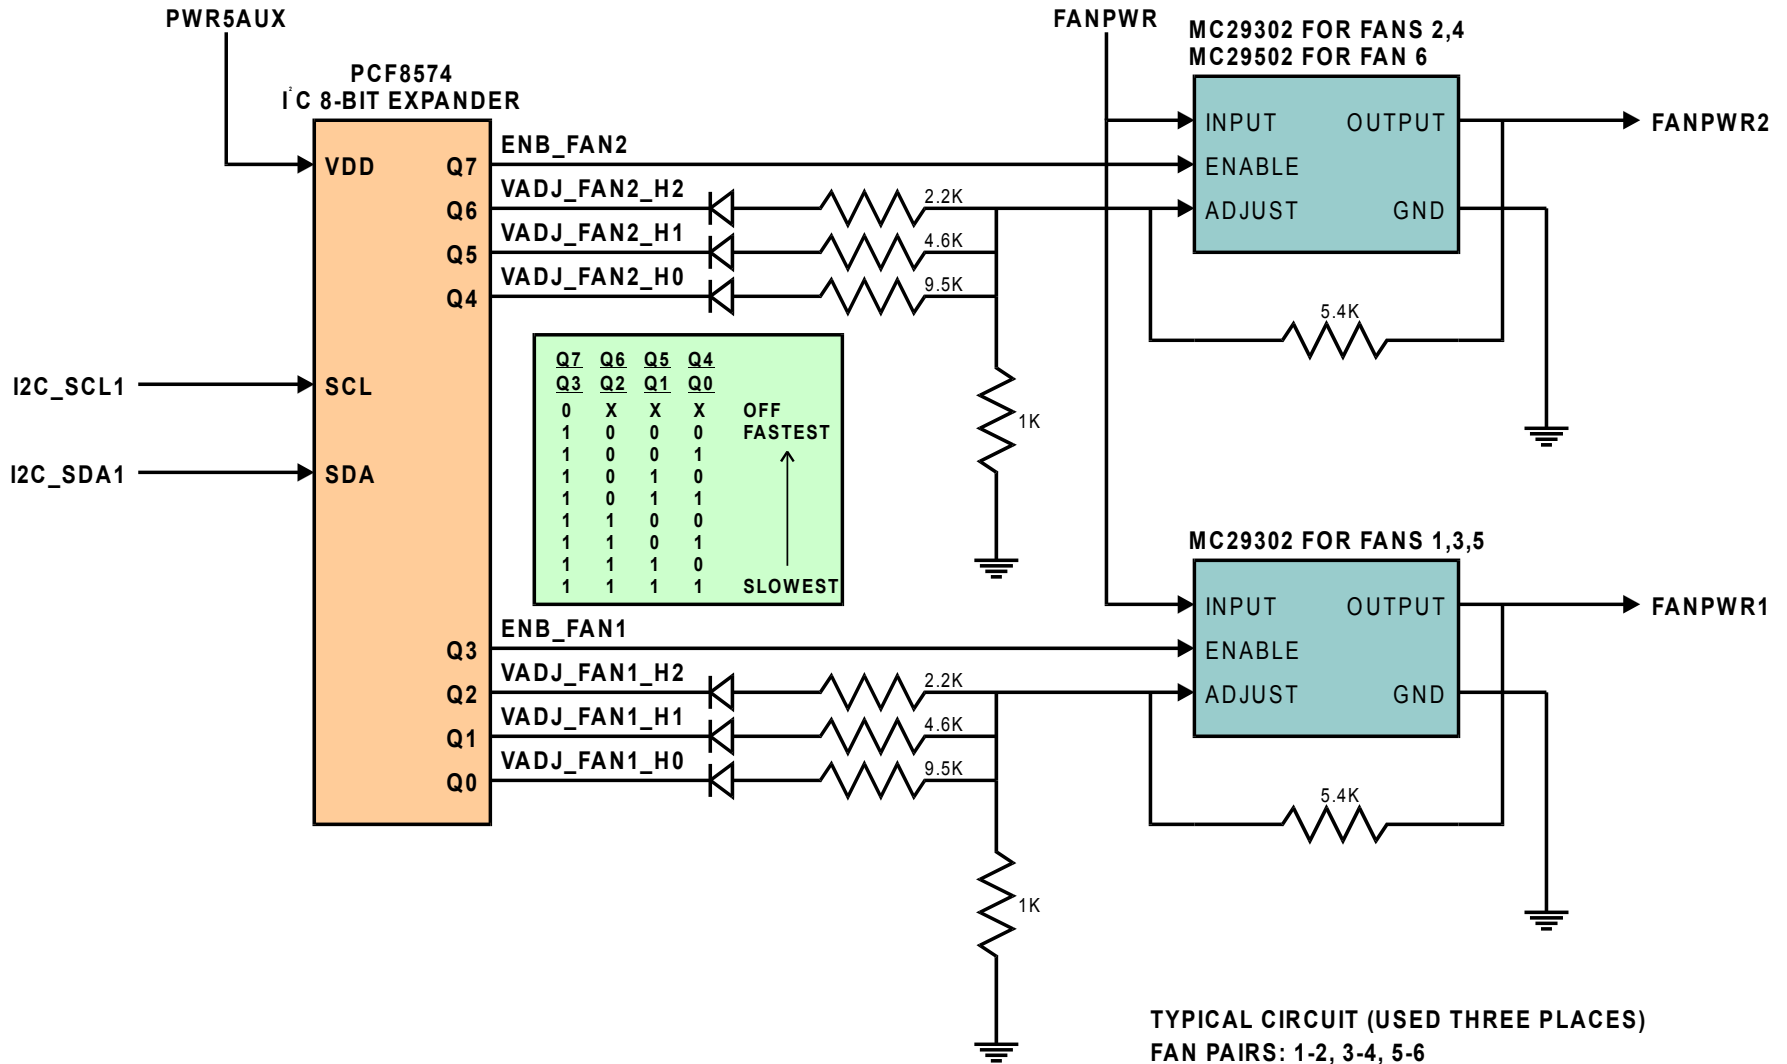 PWR5AUX
FANPWR
MC29302 FOR FANS 2,4
MC29502 FOR FAN 6
PCF8574
I²C 8-BIT EXPANDER
INPUT OUTPUT
FANPWR2
ENB_FAN2
VDD Q7
ENABLE
VADJ_FAN2_H2
2.2K
Q6
ADJUST GND
VADJ_FAN2_H1
4.6K
Q5
VADJ_FAN2_H0
9.5K
Q4
5.4K
Q7 Q6 Q5 Q4
Q3 Q2 Q1 Q0
0 X X X OFF
1 0 0 0 FASTEST
1 0 0 1
1 0 1 0
1 0 1 1
1 1 0 0
1 1 0 1
1 1 1 0
1 1 1 1 SLOWEST
I2C_SCL1
SCL
1K
I2C_SDA1
SDA
MC29302 FOR FANS 1,3,5
INPUT OUTPUT
FANPWR1
ENB_FAN1
Q3
ENABLE
VADJ_FAN1_H2
2.2K
Q2
ADJUST GND
VADJ_FAN1_H1
4.6K
Q1
VADJ_FAN1_H0
9.5K
Q0
5.4K
1K
TYPICAL CIRCUIT (USED THREE PLACES)
FAN PAIRS: 1-2, 3-4, 5-6